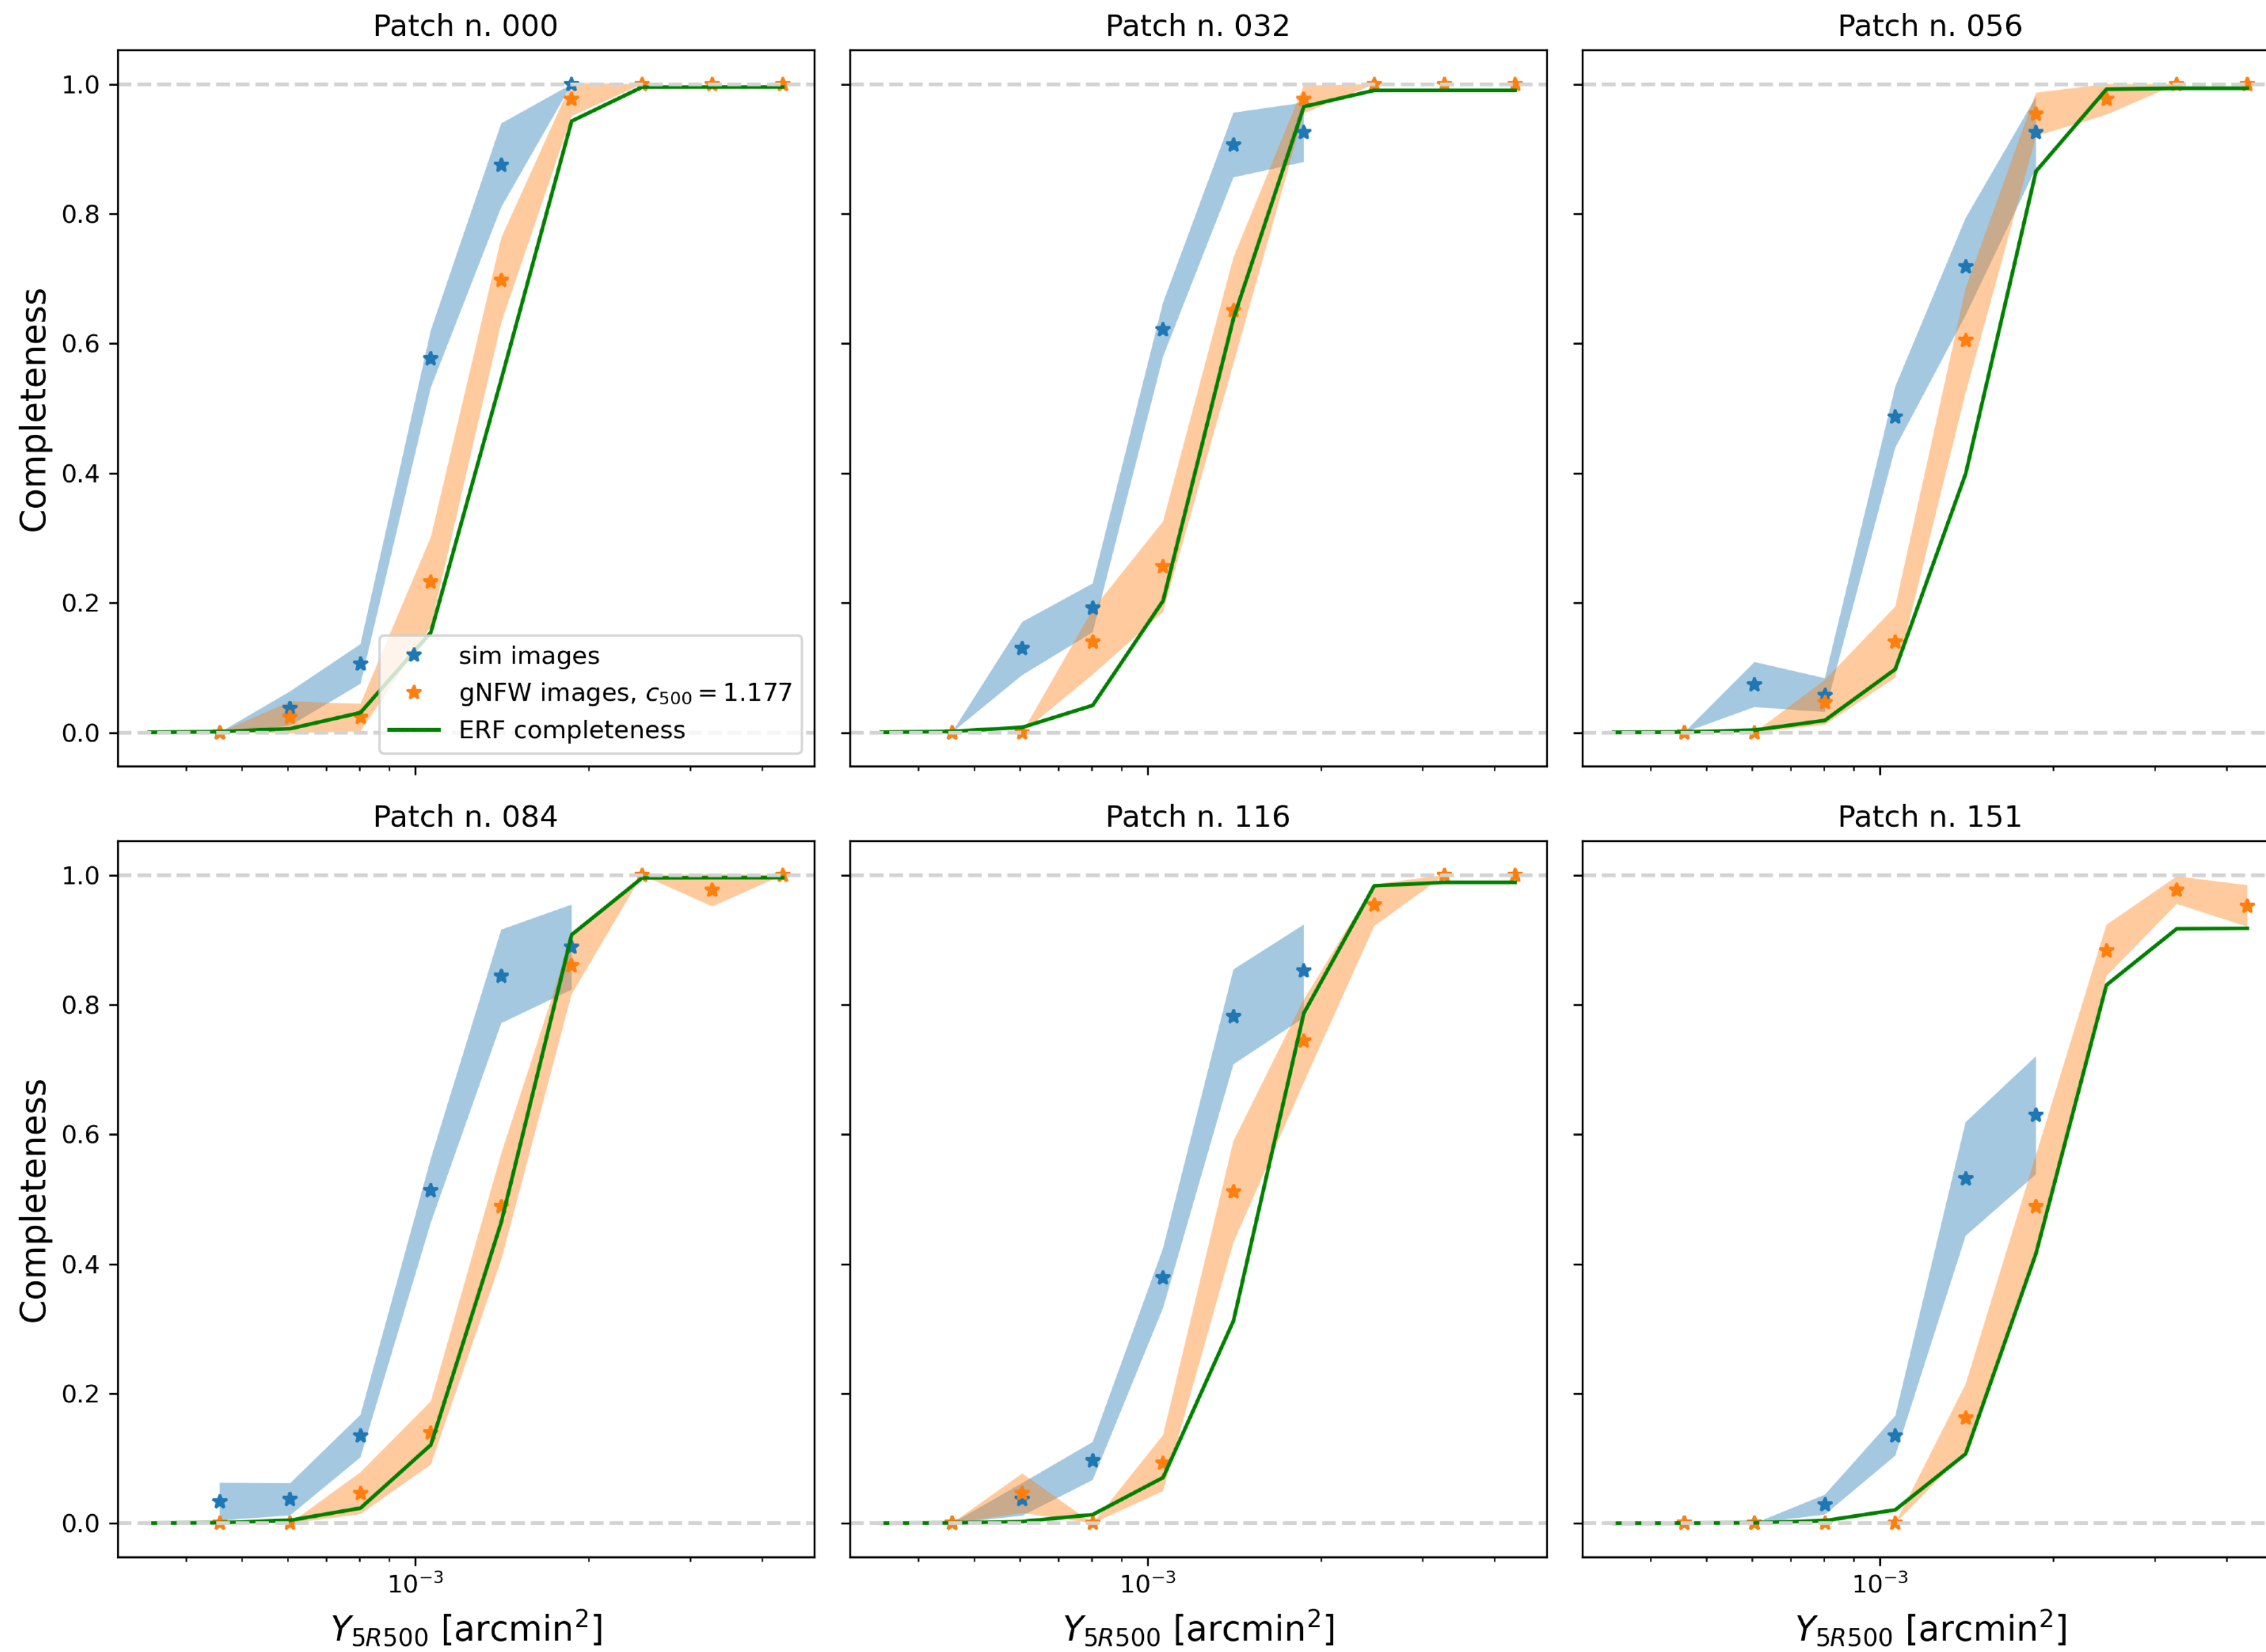 Patch n. 000
Patch n. 032
Patch n. 056
1.0
0.8
0.6
0.4
0.2
0.0
Completeness
sim images
gNFW images, c₅₀₀ = 1.177
ERF completeness
Patch n. 084
Patch n. 116
Patch n. 151
1.0
0.8
0.6
0.4
0.2
0.0
Completeness
10⁻³
10⁻³
10⁻³
Y₅R₅₀₀ [arcmin²]
Y₅R₅₀₀ [arcmin²]
Y₅R₅₀₀ [arcmin²]